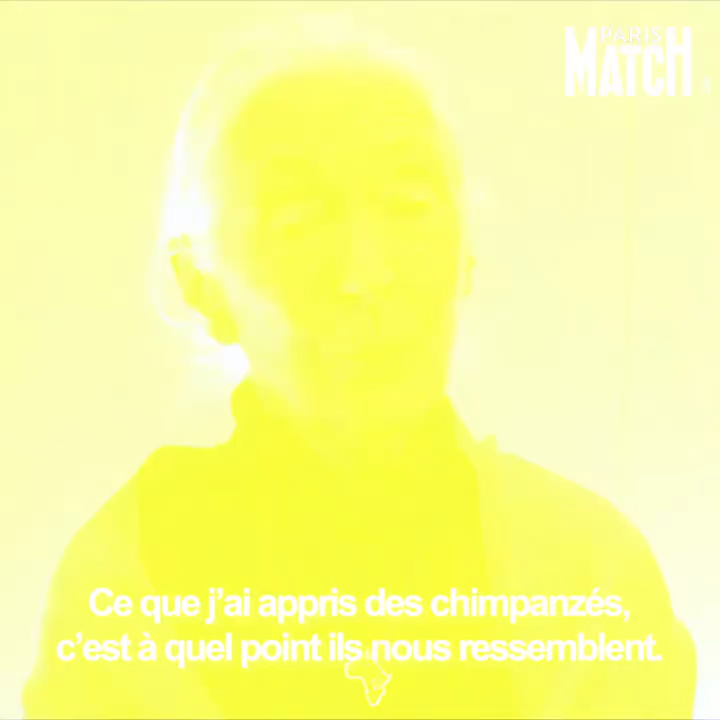 PARIS
MATCH
Ce que j'ai appris des chimpanzés,
c'est à quel point ils nous ressemblent.